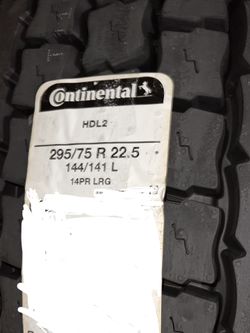 Continental
HDL2
295/75 R 22.5
144/141 L
14PR LRG